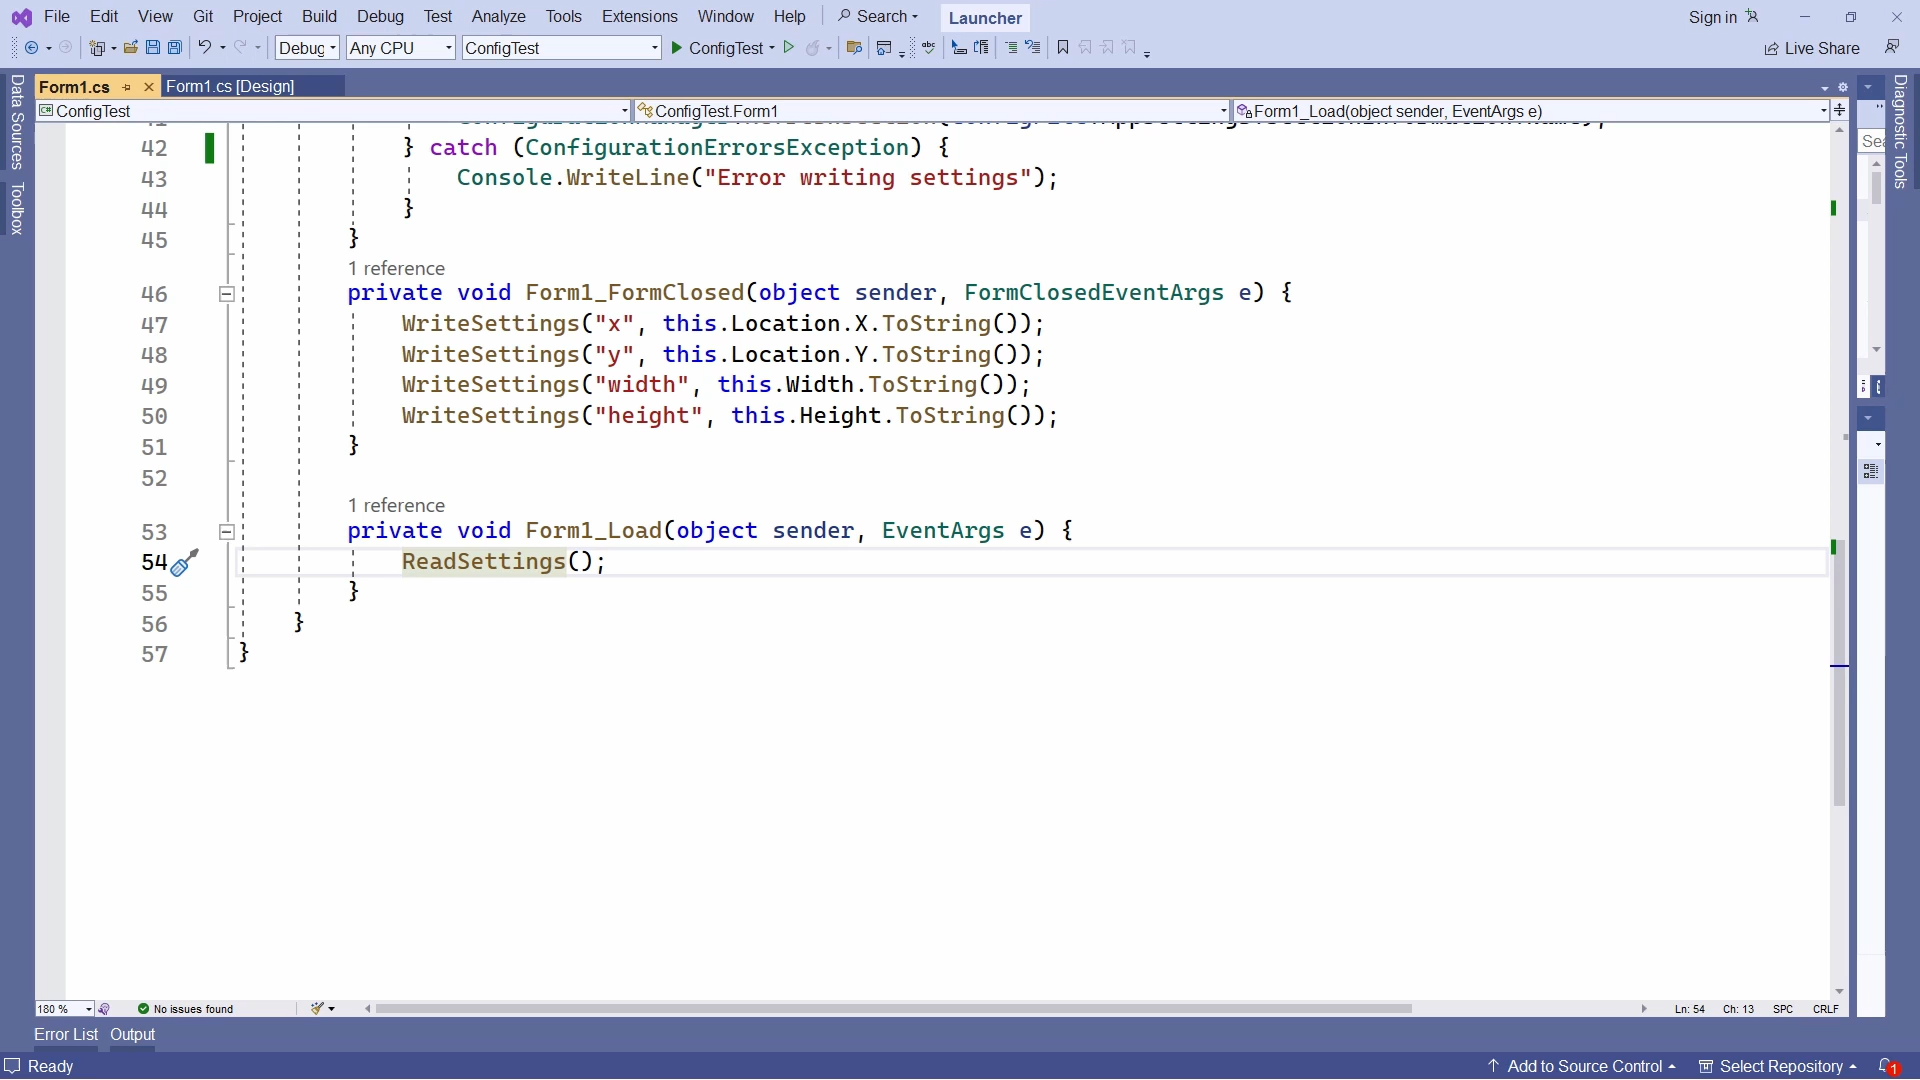 File Edit View Git Project Build Debug Test Analyze Tools Extensions Window Help Search Launcher Sign in
Debug Any CPU ConfigTest ConfigTest Live Share
Data Sources
Toolbox
Form1.cs Form1.cs [Design]
ConfigTest ConfigTest.Form1 Form1_Load(object sender, EventArgs e)
Diagnostic Tools
42 } catch (ConfigurationErrorsException) {
43 Console.WriteLine("Error writing settings");
44 }
45 }
1 reference
46 private void Form1_FormClosed(object sender, FormClosedEventArgs e) {
47 WriteSettings("x", this.Location.X.ToString());
48 WriteSettings("y", this.Location.Y.ToString());
49 WriteSettings("width", this.Width.ToString());
50 WriteSettings("height", this.Height.ToString());
51 }
52
1 reference
53 private void Form1_Load(object sender, EventArgs e) {
54 ReadSettings();
55 }
56 }
57 }
180 % No issues found Ln: 54 Ch: 13 SPC CRLF
Error List Output
Ready Add to Source Control Select Repository 1